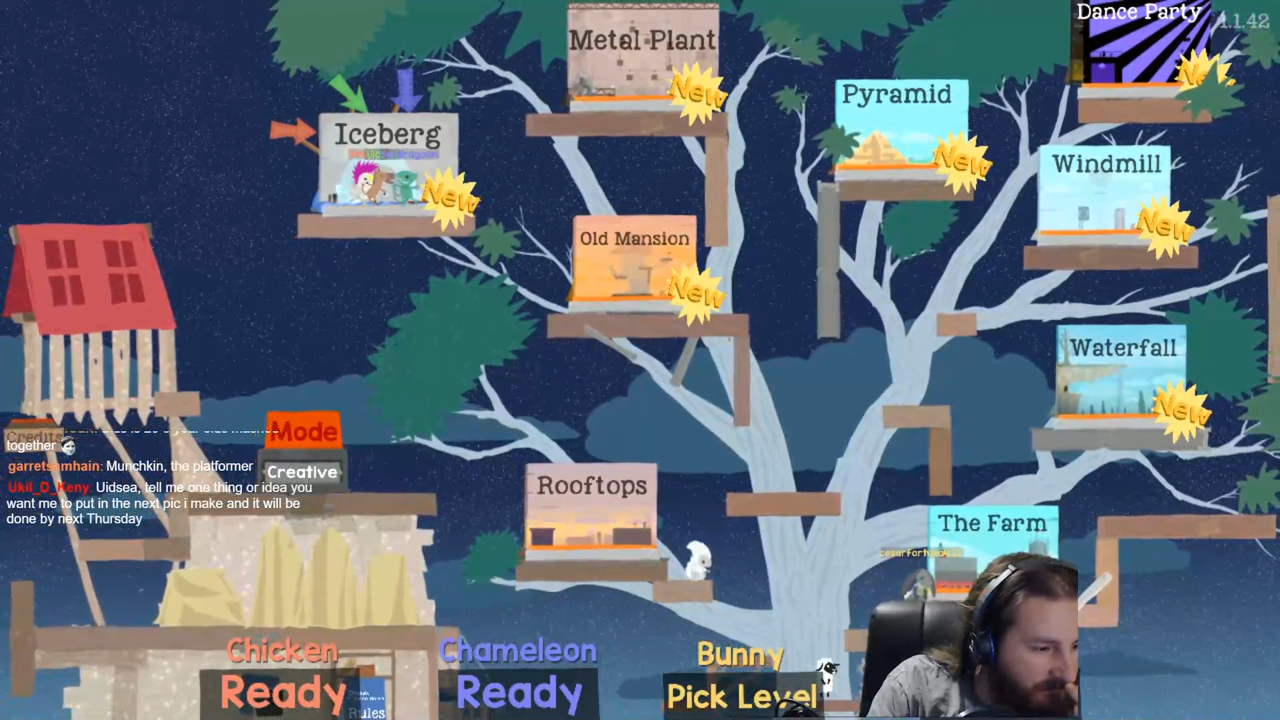 Dance Party
1.1.42
Metal Plant
New
Pyramid
New
Iceberg
New
Windmill
New
Old Mansion
New
Waterfall
New
Credits
together
Mode
garretsamhain: Munchkin, the platformer
Creative
Ukil_D_Keny: Uidsea, tell me one thing or idea you
want me to put in the next pic i make and it will be
done by next Thursday
Rooftops
The Farm
Chicken
Ready
Chameleon
Ready
Bunny
Pick Level
Rules